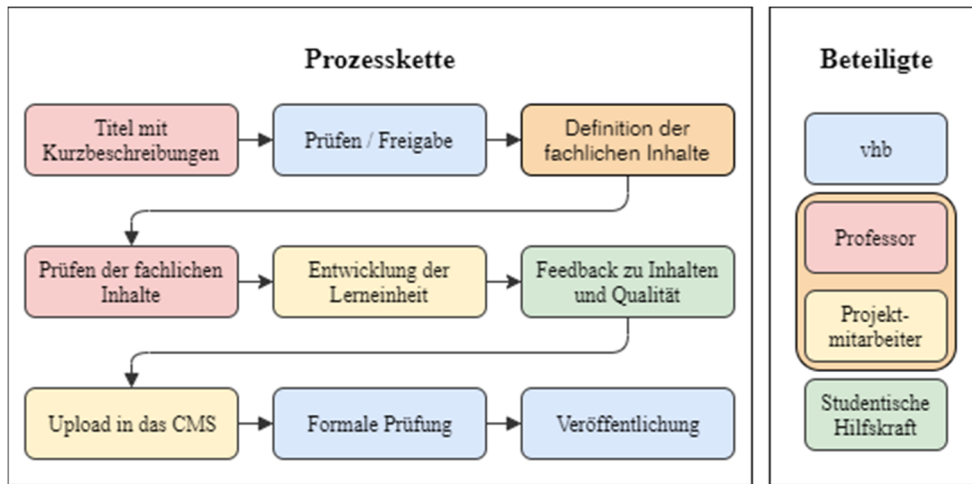 Prozesskette
Titel mit
Kurzbeschreibungen
Prüfen / Freigabe
Definition der
fachlichen Inhalte
Prüfen der fachlichen
Inhalte
Entwicklung der
Lerneinheit
Feedback zu Inhalten
und Qualität
Upload in das CMS
Formale Prüfung
Veröffentlichung
Beteiligte
vhb
Professor
Projekt-
mitarbeiter
Studentische
Hilfskraft